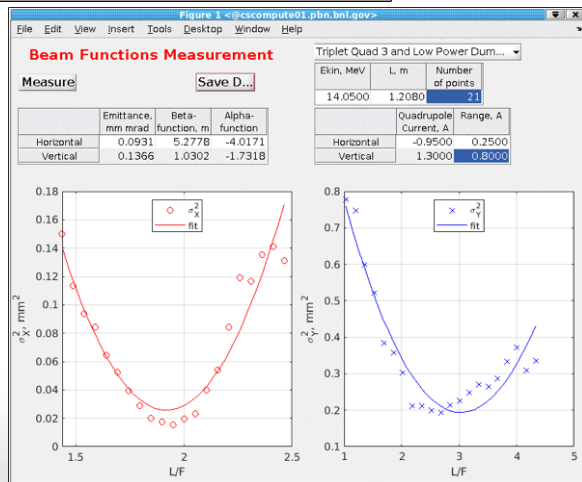 Figure 1 <@cscompute01.pbn.bnl.gov>
File Edit View Insert Tools Desktop Window Help
Beam Functions Measurement
Triplet Quad 3 and Low Power Dum...
Measure
Save D...
Ekin, MeV L, m Number of points
14.0500 1.2080 21
Emittance, mm mrad Beta-function, m Alpha-function
Horizontal 0.0931 5.2778 -4.0171
Vertical 0.1366 1.0302 -1.7318
Quadrupole Current, A Range, A
Horizontal -0.9500 0.2500
Vertical 1.3000 0.8000
0.18
0.16
0.14
0.12
0.1
0.08
0.06
0.04
0.02
0
σ²X, mm²
σ²X
fit
1.5 2 2.5
L/F
0.8
0.7
0.6
0.5
0.4
0.3
0.2
0.1
σ²Y, mm²
σ²Y
fit
1 2 3 4 5
L/F